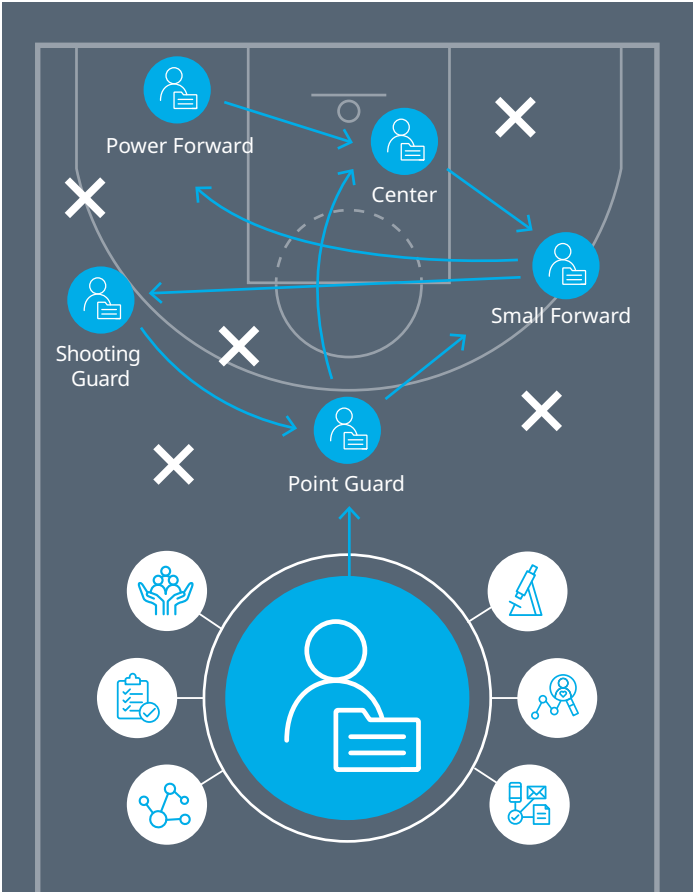 Power Forward
Center
Small Forward
Shooting
Guard
Point Guard